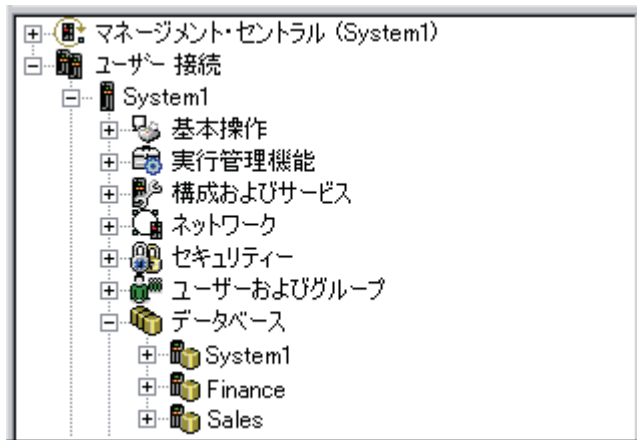 マネージメント・セントラル (System1)
ユーザー 接続
System1
基本操作
実行管理機能
構成およびサービス
ネットワーク
セキュリティー
ユーザーおよびグループ
データベース
System1
Finance
Sales